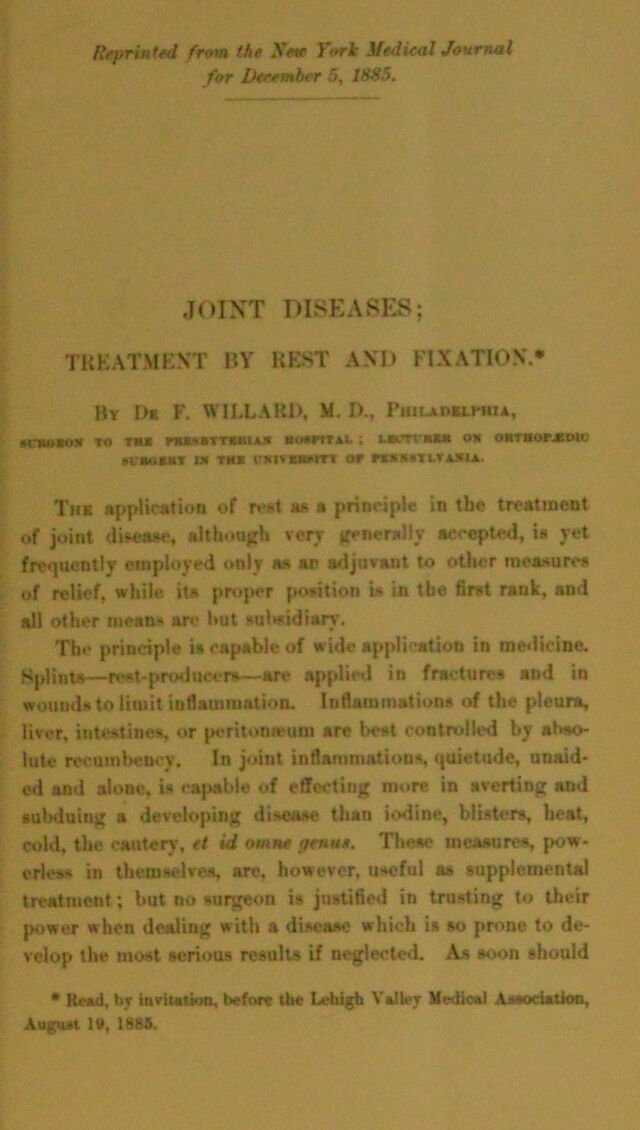 Reprinted from the New York Medical Journal
for December 5, 1885.
JOINT DISEASES;
TREATMENT BY REST AND FIXATION.*
By De F. WILLARD, M. D., Philadelphia,
SURGEON TO THE PRESBYTERIAN HOSPITAL; LECTURER ON ORTHOPÆDIC
SURGERY IN THE UNIVERSITY OF PENNSYLVANIA.
The application of rest as a principle in the treatment
of joint disease, although very generally accepted, is yet
frequently employed only as an adjuvant to other measures
of relief, while its proper position is in the first rank, and
all other means are but subsidiary.
The principle is capable of wide application in medicine.
Splints—rest-producers—are applied in fractures and in
wounds to limit inflammation. Inflammations of the pleura,
liver, intestines, or peritonæum are best controlled by abso-
lute recumbency. In joint inflammations, quietude, unaid-
ed and alone, is capable of effecting more in averting and
subduing a developing disease than iodine, blisters, heat,
cold, the cautery, et id omne genus. These measures, pow-
erless in themselves, are, however, useful as supplemental
treatment; but no surgeon is justified in trusting to their
power when dealing with a disease which is so prone to de-
velop the most serious results if neglected. As soon should
* Read, by invitation, before the Lehigh Valley Medical Association,
August 19, 1885.